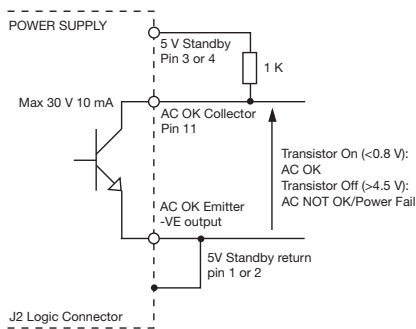 POWER SUPPLY
5 V Standby
Pin 3 or 4
1 K
Max 30 V 10 mA
AC OK Collector
Pin 11
Transistor On (<0.8 V):
AC OK
Transistor Off (>4.5 V):
AC NOT OK/Power Fail
AC OK Emitter
-VE output
5V Standby return
pin 1 or 2
J2 Logic Connector